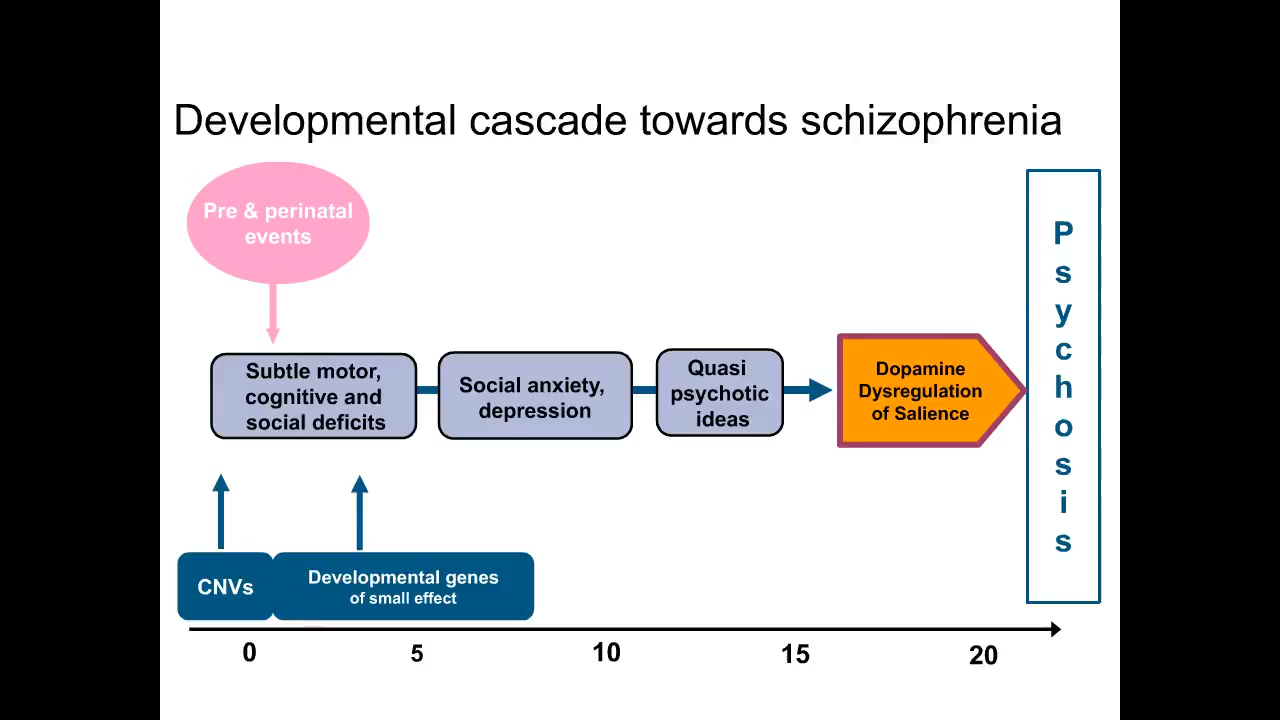 Developmental cascade towards schizophrenia
Pre & perinatal
events
Subtle motor,
cognitive and
social deficits
Social anxiety,
depression
Quasi
psychotic
ideas
Dopamine
Dysregulation
of Salience
P
s
y
c
h
o
s
i
s
CNVs
Developmental genes
of small effect
0 5 10 15 20